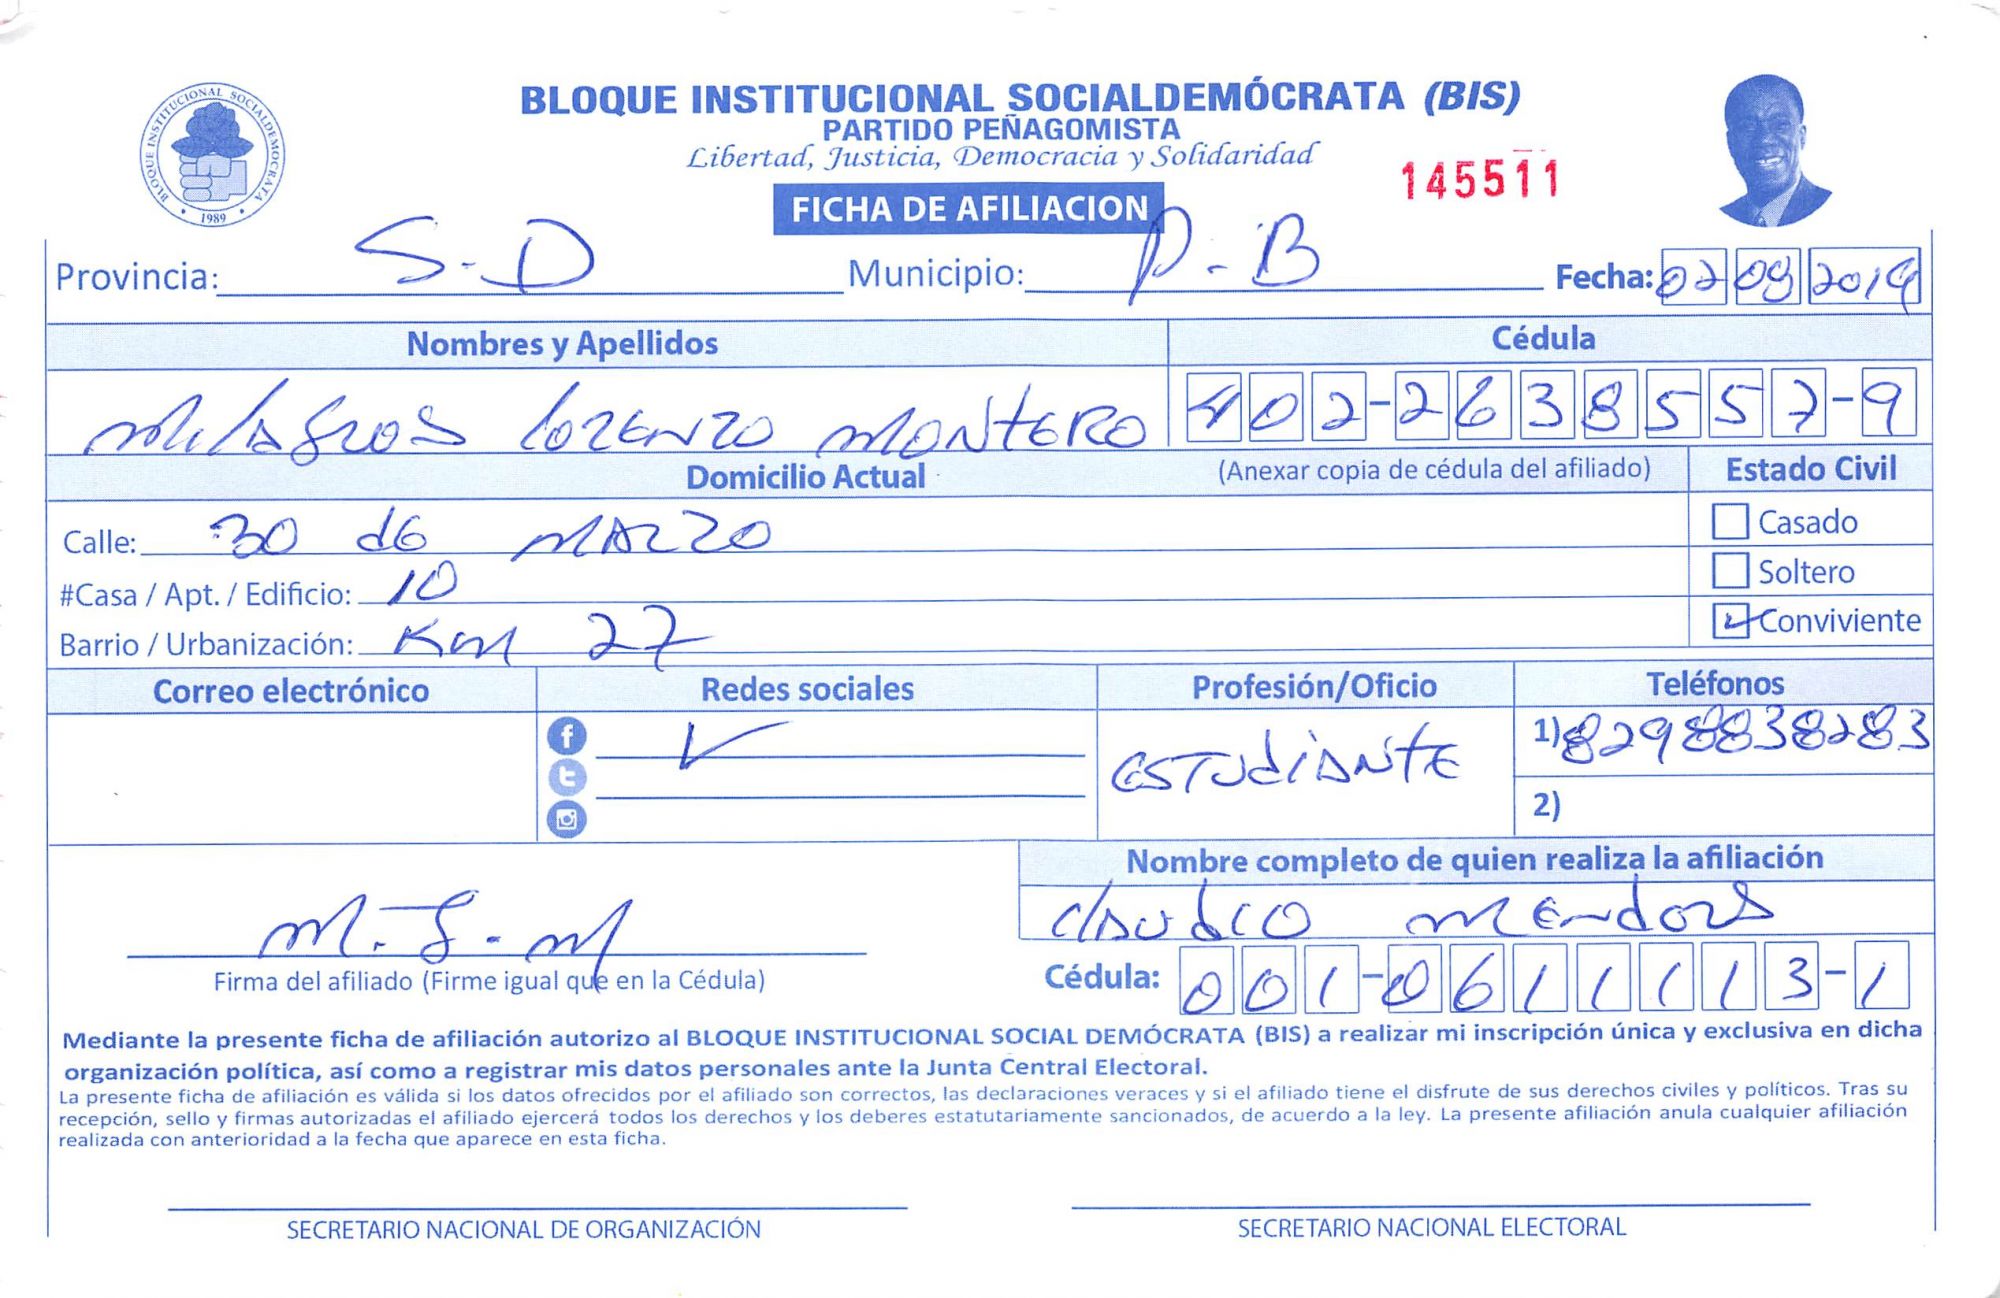 BLOQUE INSTITUCIONAL SOCIALDEMÓCRATA (BIS)
PARTIDO PEÑAGOMISTA
Libertad, Justicia, Democracia y Solidaridad
145511
BLOQUE INSTITUCIONAL SOCIALDEMOCRATA
1989
FICHA DE AFILIACION
Provincia: S-D Municipio: P-B Fecha: 02 09 2019
Nombres y Apellidos Cédula
Milagros Lorenzo Montero 402-2638557-9
Domicilio Actual (Anexar copia de cédula del afiliado) Estado Civil
Calle: 30 de Marzo Casado
#Casa / Apt. / Edificio: 10 Soltero
Barrio / Urbanización: Km 27 Conviviente
Correo electrónico Redes sociales Profesión/Oficio Teléfonos
Estudiante 1) 8298838283
2)
Nombre completo de quien realiza la afiliación
Claudio Mendoza
M.L.M
Firma del afiliado (Firme igual que en la Cédula) Cédula: 001-0611113-1
Mediante la presente ficha de afiliación autorizo al BLOQUE INSTITUCIONAL SOCIAL DEMÓCRATA (BIS) a realizar mi inscripción única y exclusiva en dicha
organización política, así como a registrar mis datos personales ante la Junta Central Electoral.
La presente ficha de afiliación es válida si los datos ofrecidos por el afiliado son correctos, las declaraciones veraces y si el afiliado tiene el disfrute de sus derechos civiles y políticos. Tras su
recepción, sello y firmas autorizadas el afiliado ejercerá todos los derechos y los deberes estatutariamente sancionados, de acuerdo a la ley. La presente afiliación anula cualquier afiliación
realizada con anterioridad a la fecha que aparece en esta ficha.
SECRETARIO NACIONAL DE ORGANIZACIÓN SECRETARIO NACIONAL ELECTORAL